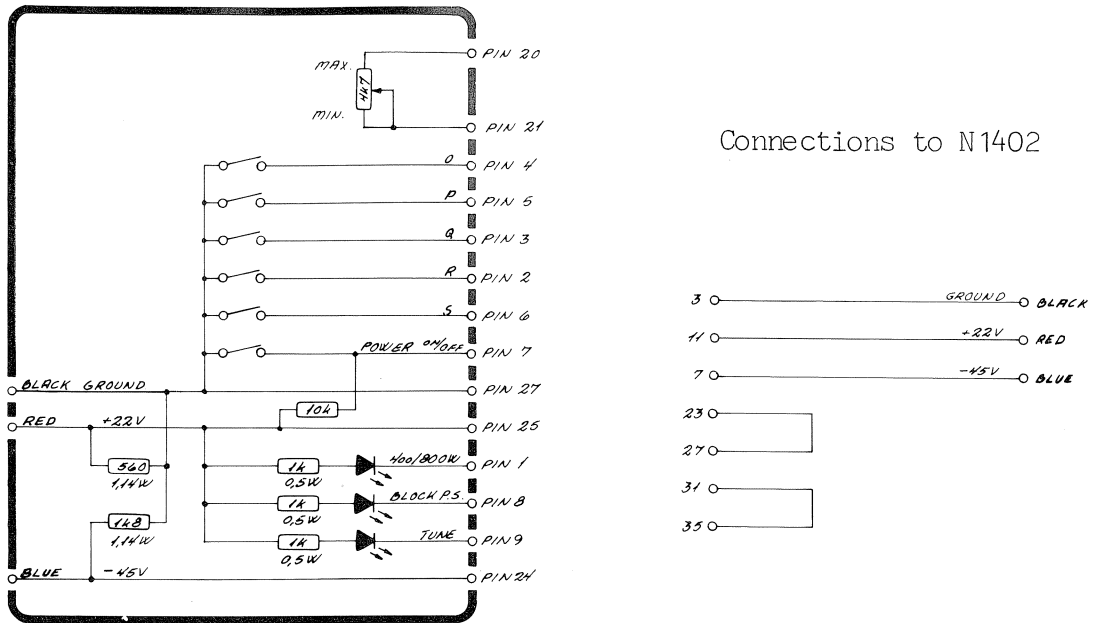 PIN 20
MAX.
4k7
MIN.
PIN 21
O PIN 4
P PIN 5
Q PIN 3
R PIN 2
S PIN 6
POWER ON/OFF PIN 7
BLACK GROUND PIN 27
10k
RED +22V PIN 25
560
1,14W
1k
0,5W
400/800W PIN 1
1k8
1,14W
1k
0,5W
BLOCK P.S. PIN 8
1k
0,5W
TUNE PIN 9
BLUE -45V PIN 24
Connections to N1402
3 GROUND BLACK
11 +22V RED
7 -45V BLUE
23
27
31
35